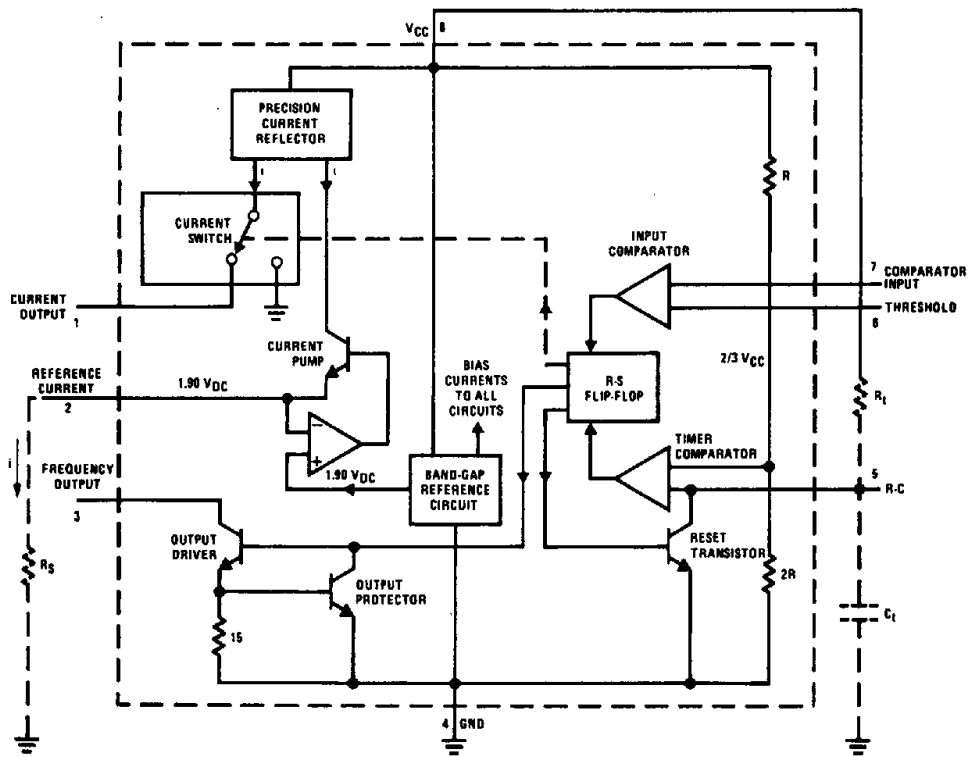 VCC 8
PRECISION
CURRENT
REFLECTOR
i
i
R
CURRENT
SWITCH
INPUT
COMPARATOR
7 COMPARATOR
INPUT
THRESHOLD
6
CURRENT
OUTPUT
1
CURRENT
PUMP
2/3 VCC
BIAS
CURRENTS
TO ALL
CIRCUITS
R-S
FLIP-FLOP
REFERENCE
CURRENT
2
1.90 VDC
Rt
–
+
TIMER
COMPARATOR
i
FREQUENCY
OUTPUT
3
1.90 VDC
BAND-GAP
REFERENCE
CIRCUIT
5
R-C
OUTPUT
DRIVER
RESET
TRANSISTOR
RS
OUTPUT
PROTECTOR
2R
Ct
15
4 GND